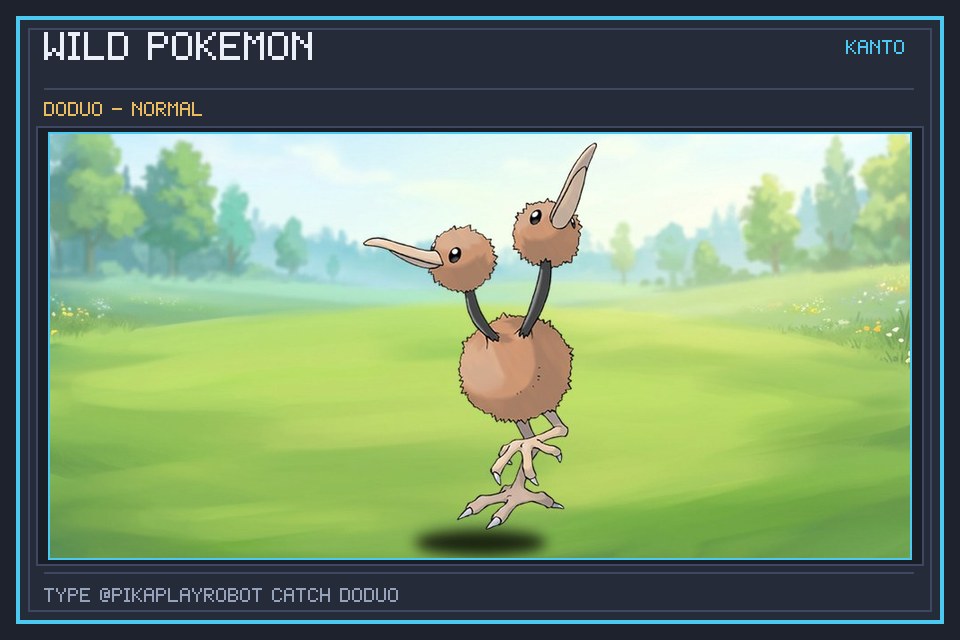 WILD POKEMON
KANTO
DODUO - NORMAL
TYPE @PIKAPLAYROBOT CATCH DODUO